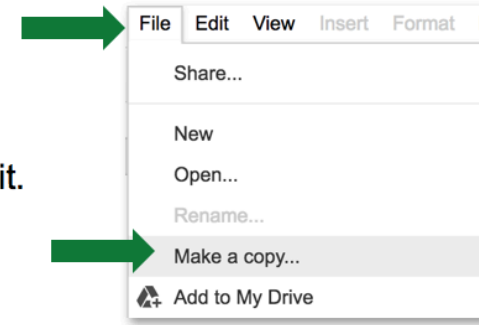 File Edit View Insert Format
Share...
New
Open...
Rename...
it.
Make a copy...
Add to My Drive